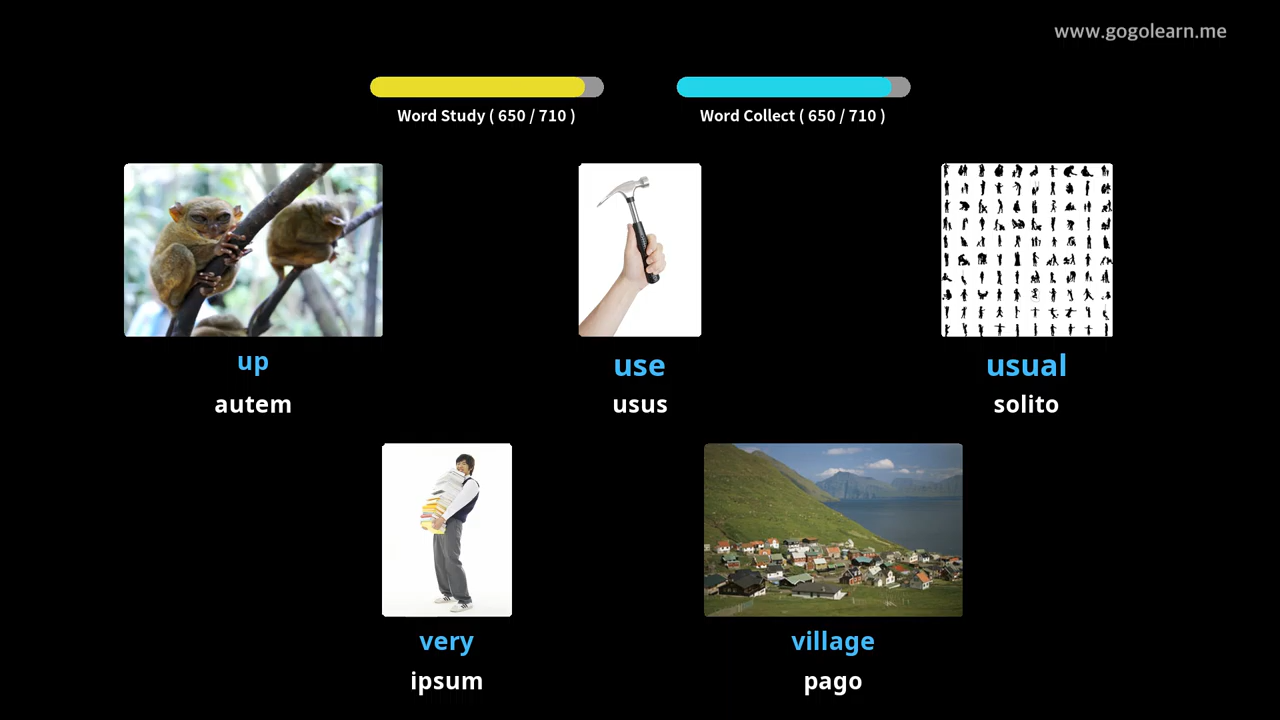 www.gogolearn.me
Word Study ( 650 / 710 )
Word Collect ( 650 / 710 )
up
use
usual
autem
usus
solito
very
village
ipsum
pago